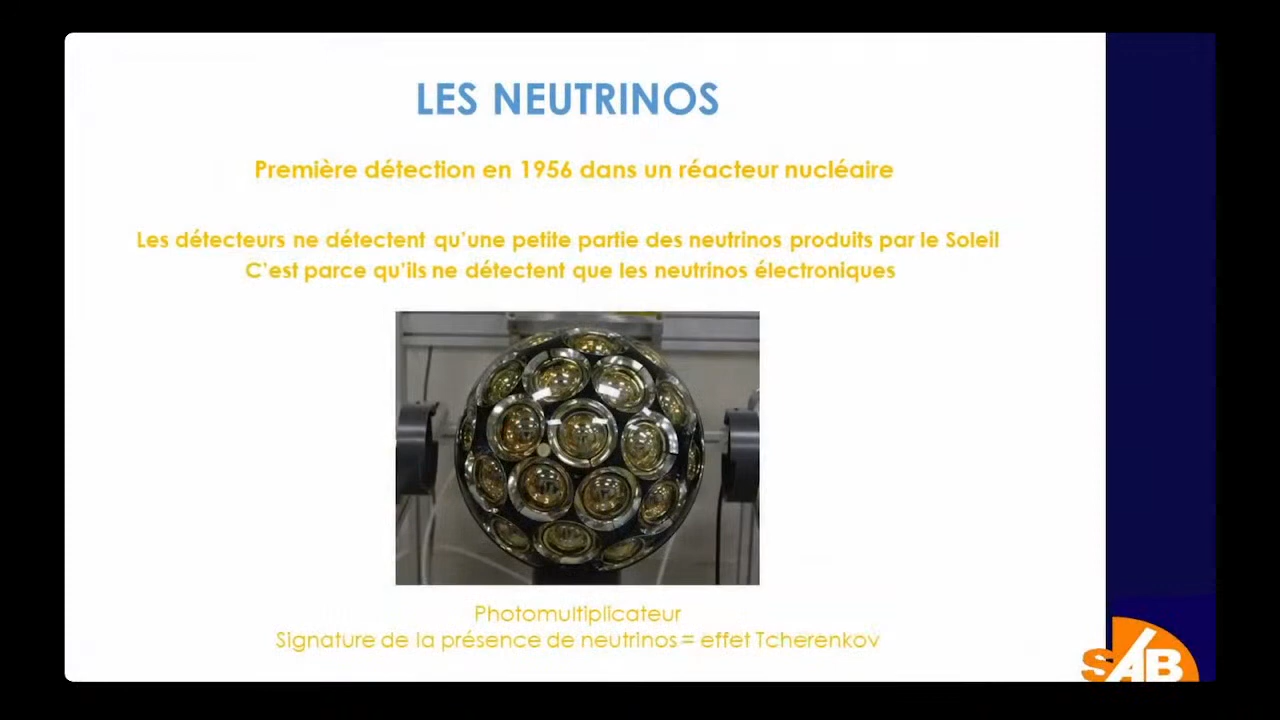 LES NEUTRINOS
Première détection en 1956 dans un réacteur nucléaire
Les détecteurs ne détectent qu'une petite partie des neutrinos produits par le Soleil
C'est parce qu'ils ne détectent que les neutrinos électroniques
Photomultiplicateur
Signature de la présence de neutrinos = effet Tcherenkov
SAB